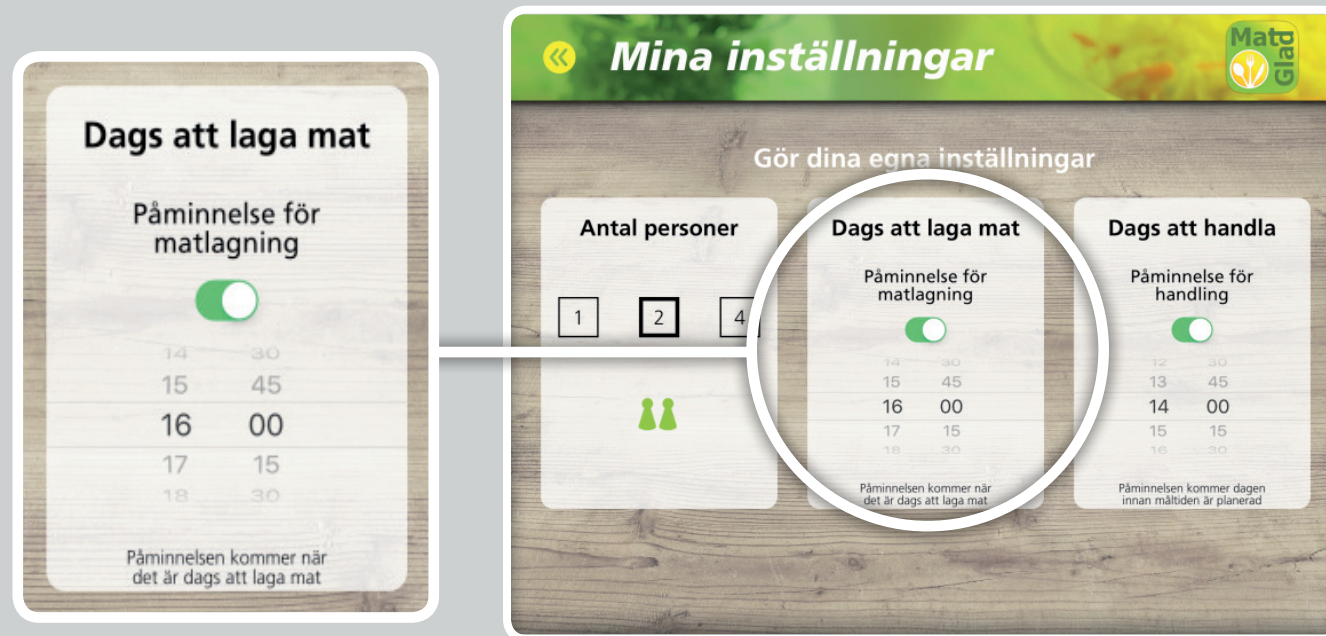 Dags att laga mat
Påminnelse för
matlagning
14 30
15 45
16 00
17 15
18 30
Påminnelsen kommer när
det är dags att laga mat
Mina inställningar
Matg
Glad
Gör dina egna inställningar
Antal personer
1 2 4
Dags att laga mat
Påminnelse för
matlagning
14 30
15 45
16 00
17 15
18 30
Påminnelsen kommer när
det är dags att laga mat
Dags att handla
Påminnelse för
handling
12 30
13 45
14 00
15 15
16 30
Påminnelsen kommer dagen
innan måltiden är planerad